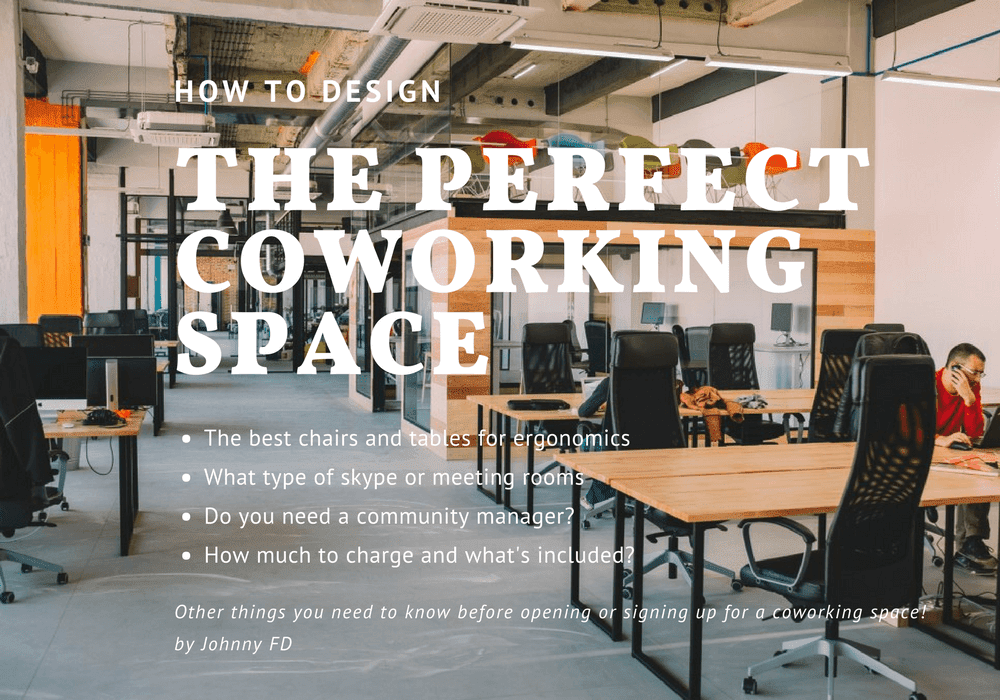 HOW TO DESIGN
THE PERFECT
COWORKING
SPACE
• The best chairs and tables for ergonomics
• What type of skype or meeting rooms
• Do you need a community manager?
• How much to charge and what's included?
Other things you need to know before opening or signing up for a coworking space!
by Johnny FD